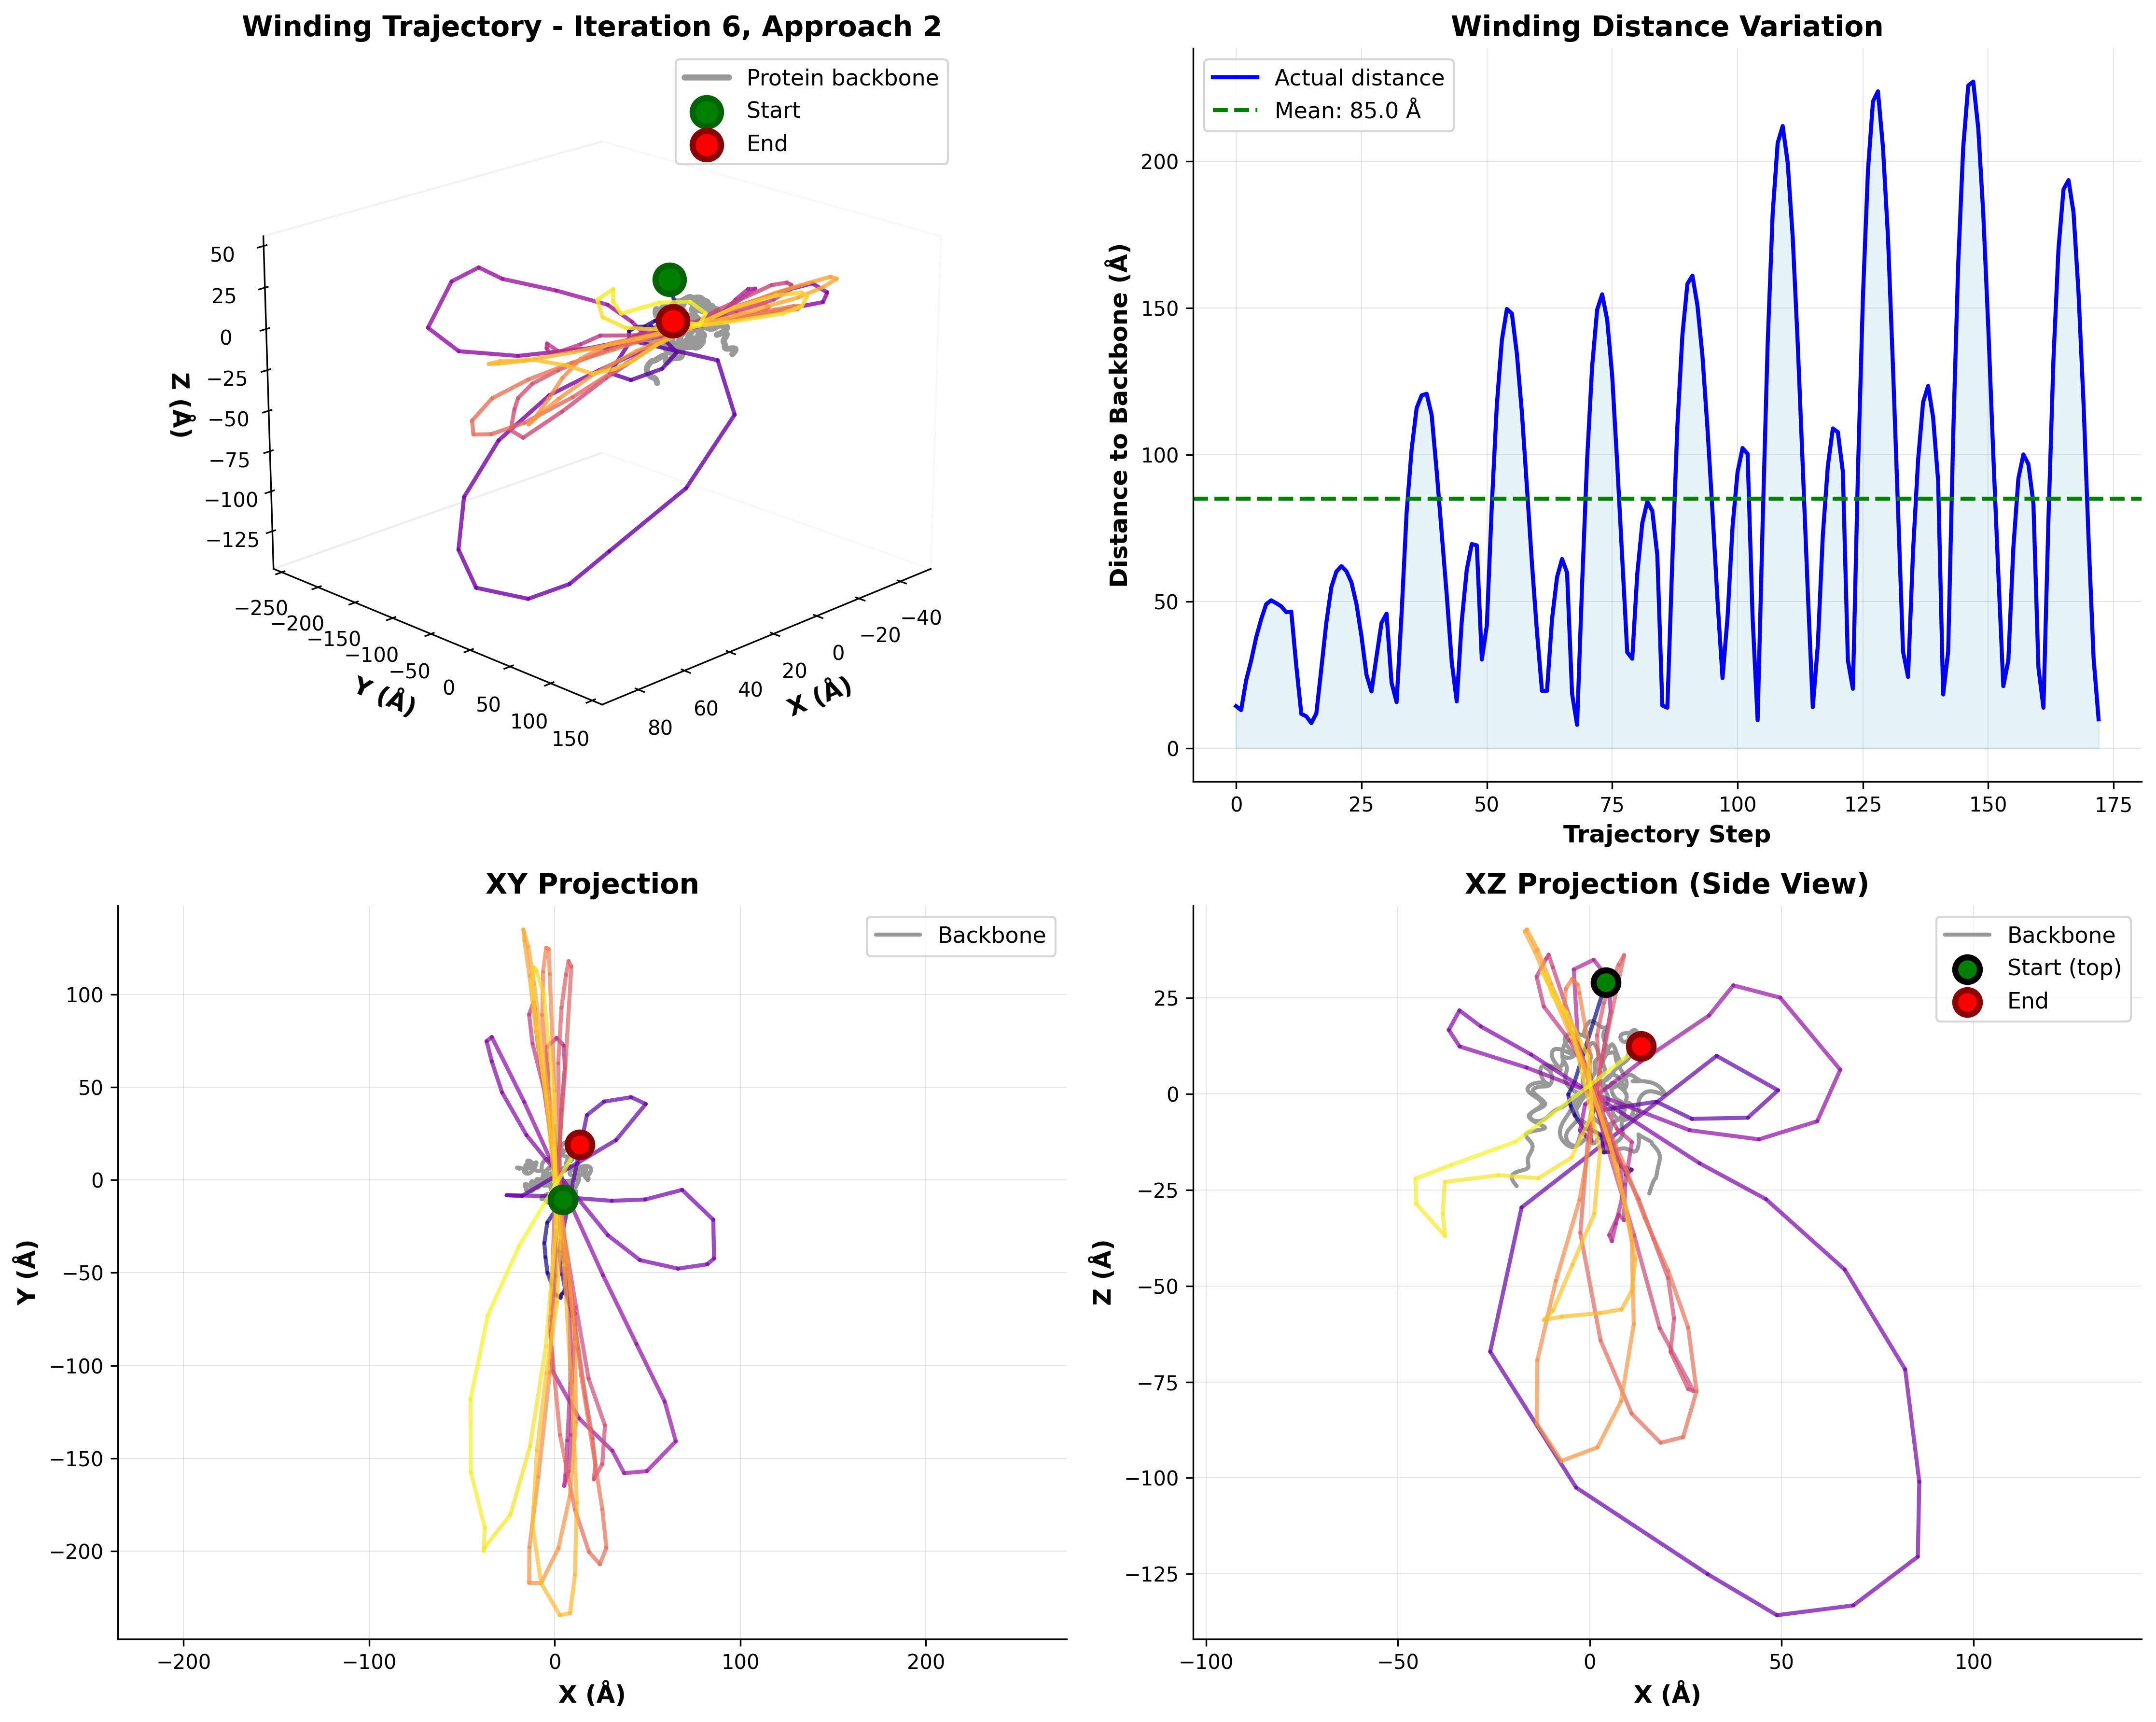 Winding Trajectory - Iteration 6, Approach 2
Protein backbone
Start
End
50
25
0
−25
−50
−75
−100
−125
Z (Å)
−250
−200
−150
−100
−50
0
50
100
150
Y (Å)
80
60
40
20
0
−20
−40
X (Å)
Winding Distance Variation
Actual distance
Mean: 85.0 Å
200
150
100
50
0
Distance to Backbone (Å)
0 25 50 75 100 125 150 175
Trajectory Step
XY Projection
Backbone
100
50
0
−50
−100
−150
−200
Y (Å)
−200 −100 0 100 200
X (Å)
XZ Projection (Side View)
Backbone
Start (top)
End
25
0
−25
−50
−75
−100
−125
Z (Å)
−100 −50 0 50 100
X (Å)